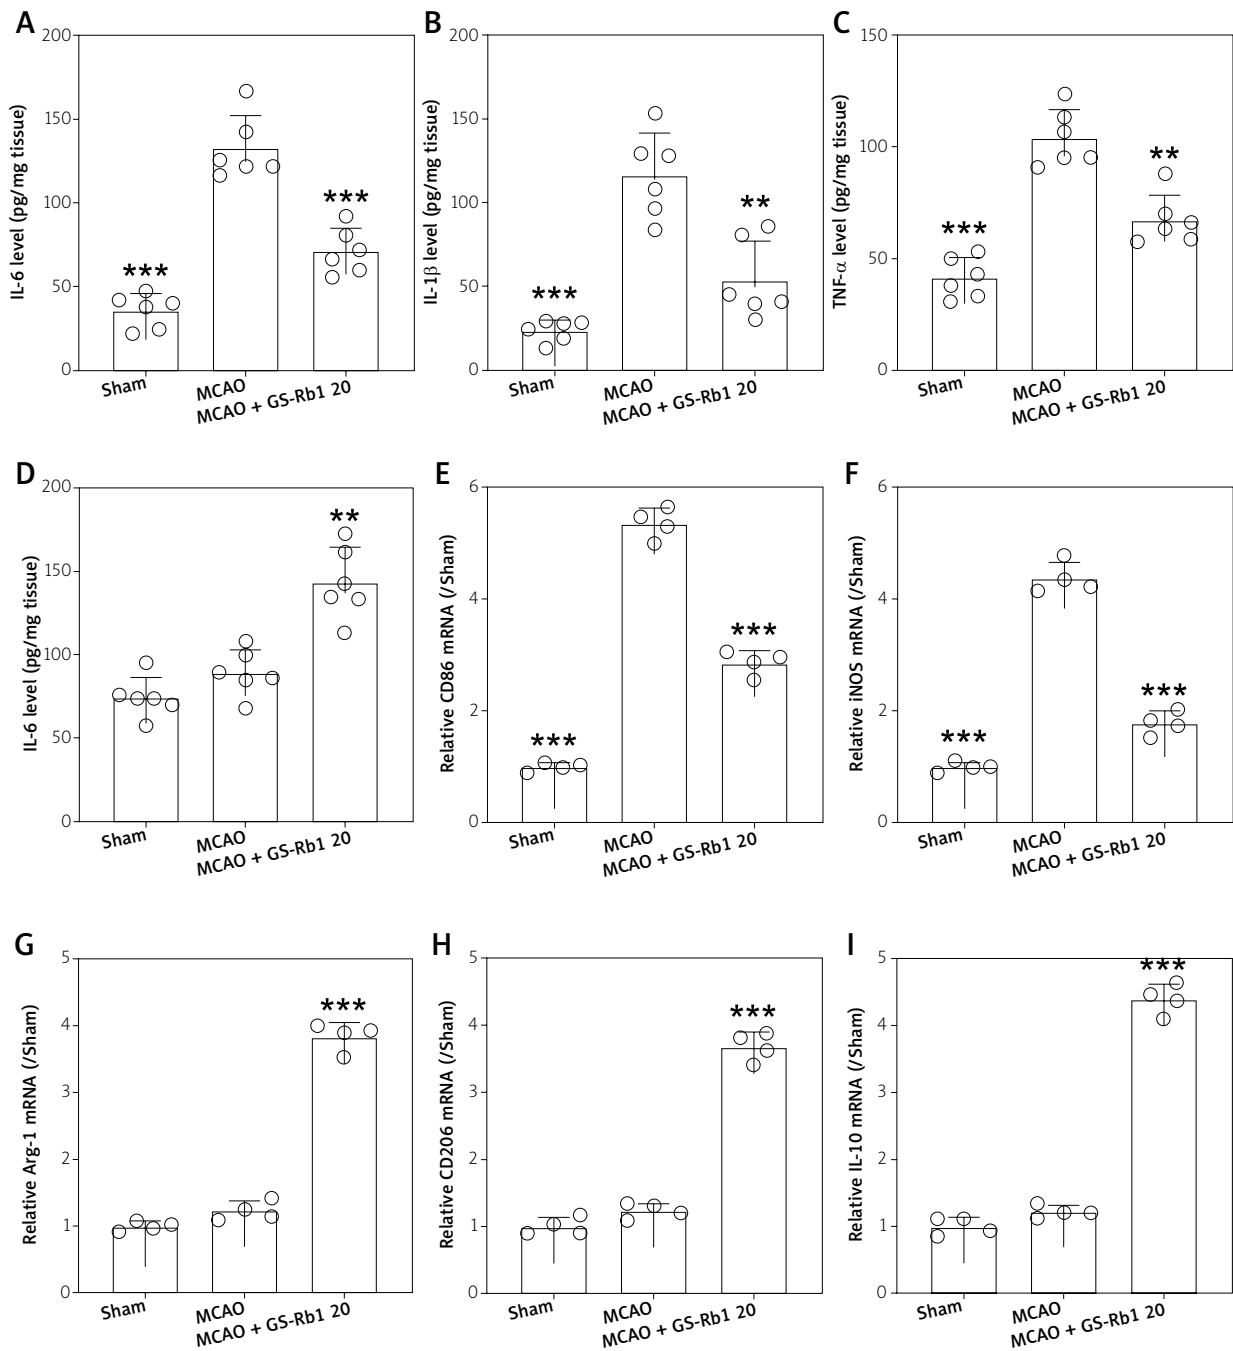 A
IL-6 level (pg/mg tissue)
200
150
100
50
0
***
***
Sham
MCAO
MCAO + GS-Rb1 20
B
IL-1β level (pg/mg tissue)
200
150
100
50
0
***
**
Sham
MCAO
MCAO + GS-Rb1 20
C
TNF-α level (pg/mg tissue)
150
100
50
0
***
**
Sham
MCAO
MCAO + GS-Rb1 20
D
IL-6 level (pg/mg tissue)
200
150
100
50
0
**
Sham
MCAO
MCAO + GS-Rb1 20
E
Relative CD86 mRNA (/Sham)
6
4
2
0
***
***
Sham
MCAO
MCAO + GS-Rb1 20
F
Relative iNOS mRNA (/Sham)
6
4
2
0
***
***
Sham
MCAO
MCAO + GS-Rb1 20
G
Relative Arg-1 mRNA (/Sham)
5
4
3
2
1
0
***
Sham
MCAO
MCAO + GS-Rb1 20
H
Relative CD206 mRNA (/Sham)
5
4
3
2
1
0
***
Sham
MCAO
MCAO + GS-Rb1 20
I
Relative IL-10 mRNA (/Sham)
5
4
3
2
1
0
***
Sham
MCAO
MCAO + GS-Rb1 20